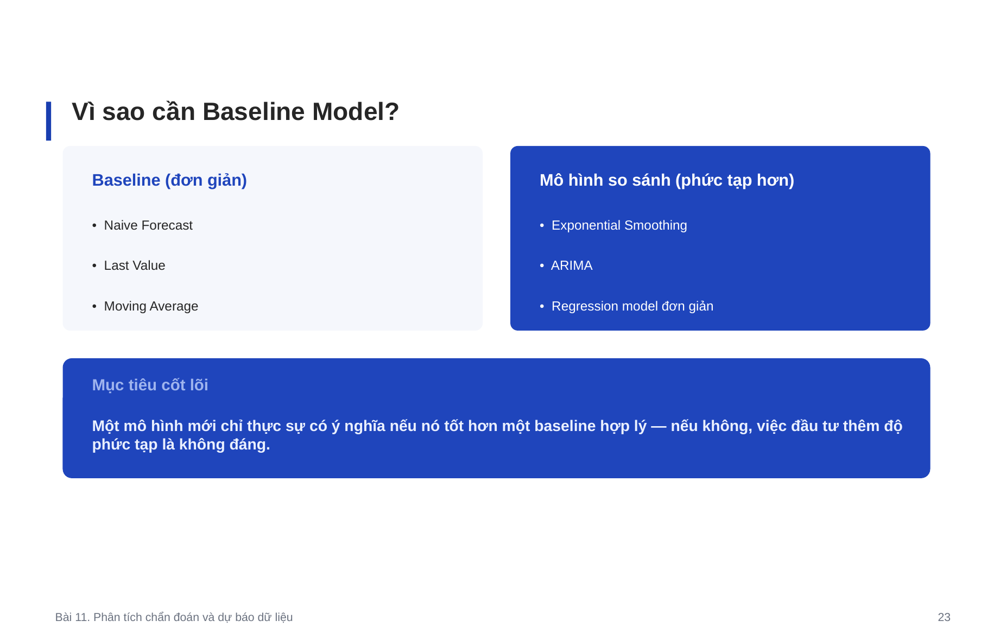 Vì sao cần Baseline Model?
Baseline (đơn giản)
• Naive Forecast
• Last Value
• Moving Average
Mô hình so sánh (phức tạp hơn)
• Exponential Smoothing
• ARIMA
• Regression model đơn giản
Mục tiêu cốt lõi
Một mô hình mới chỉ thực sự có ý nghĩa nếu nó tốt hơn một baseline hợp lý — nếu không, việc đầu tư thêm độ
phức tạp là không đáng.
Bài 11. Phân tích chẩn đoán và dự báo dữ liệu
23